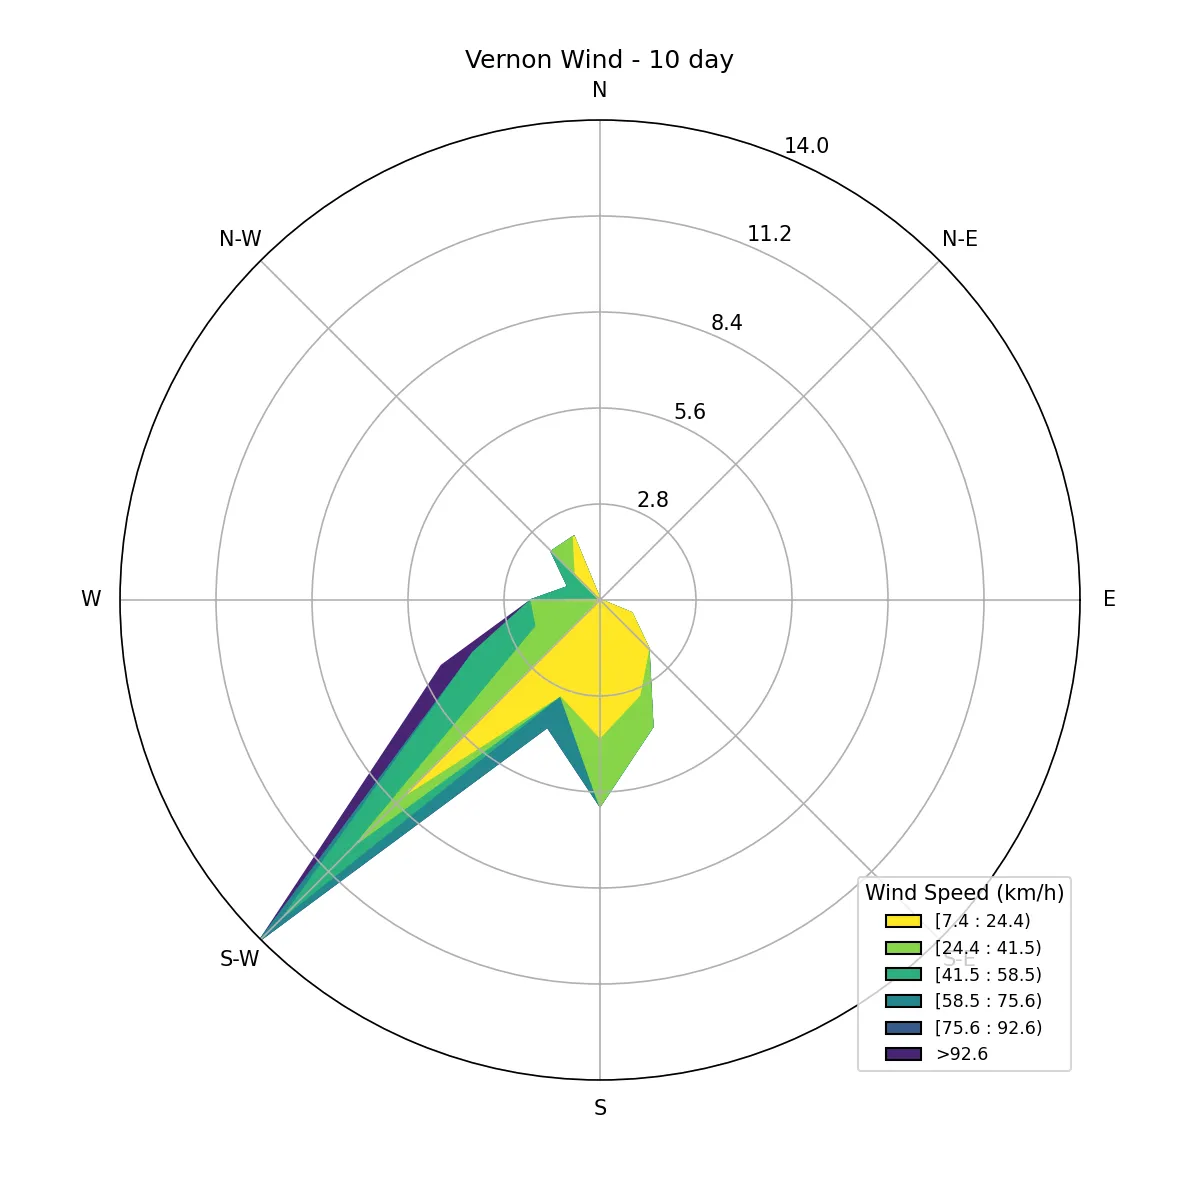 Vernon Wind - 10 day
N
14.0
11.2
N-W
N-E
8.4
5.6
2.8
W
E
Wind Speed (km/h)
[7.4 : 24.4)
[24.4 : 41.5)
S-W
S-E
[41.5 : 58.5)
[58.5 : 75.6)
[75.6 : 92.6)
>92.6
S